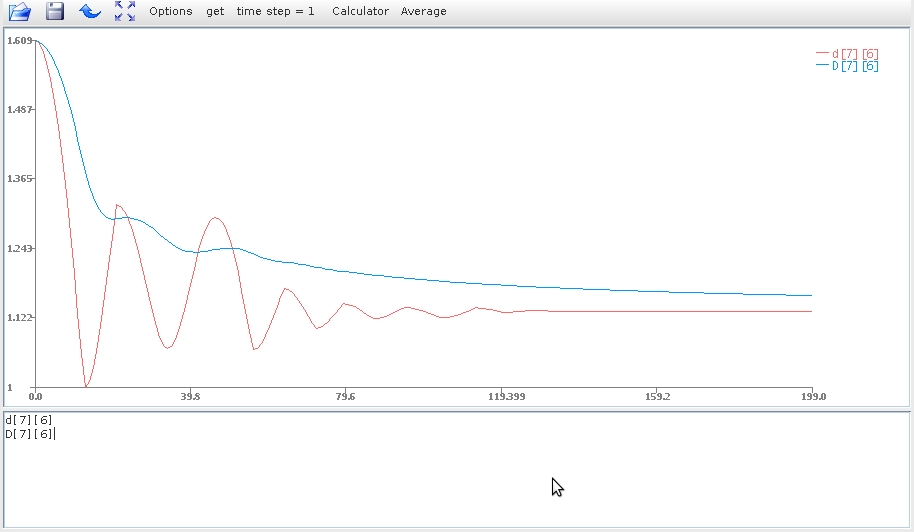 Options get time step = 1 Calculator Average
1.609
d[7][6]
D[7][6]
1.487
1.365
1.243
1.122
1
0.0 39.8 79.6 119.399 159.2 199.0
d[7][6]
D[7][6]